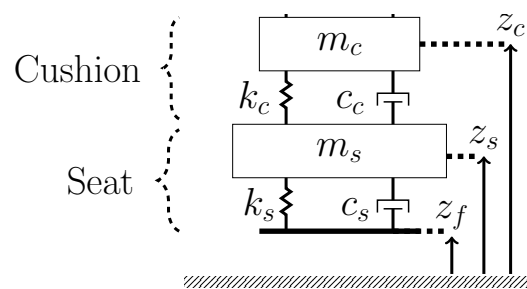 z_c
m_c
Cushion
k_c c_c
z_s
m_s
Seat
k_s c_s z_f